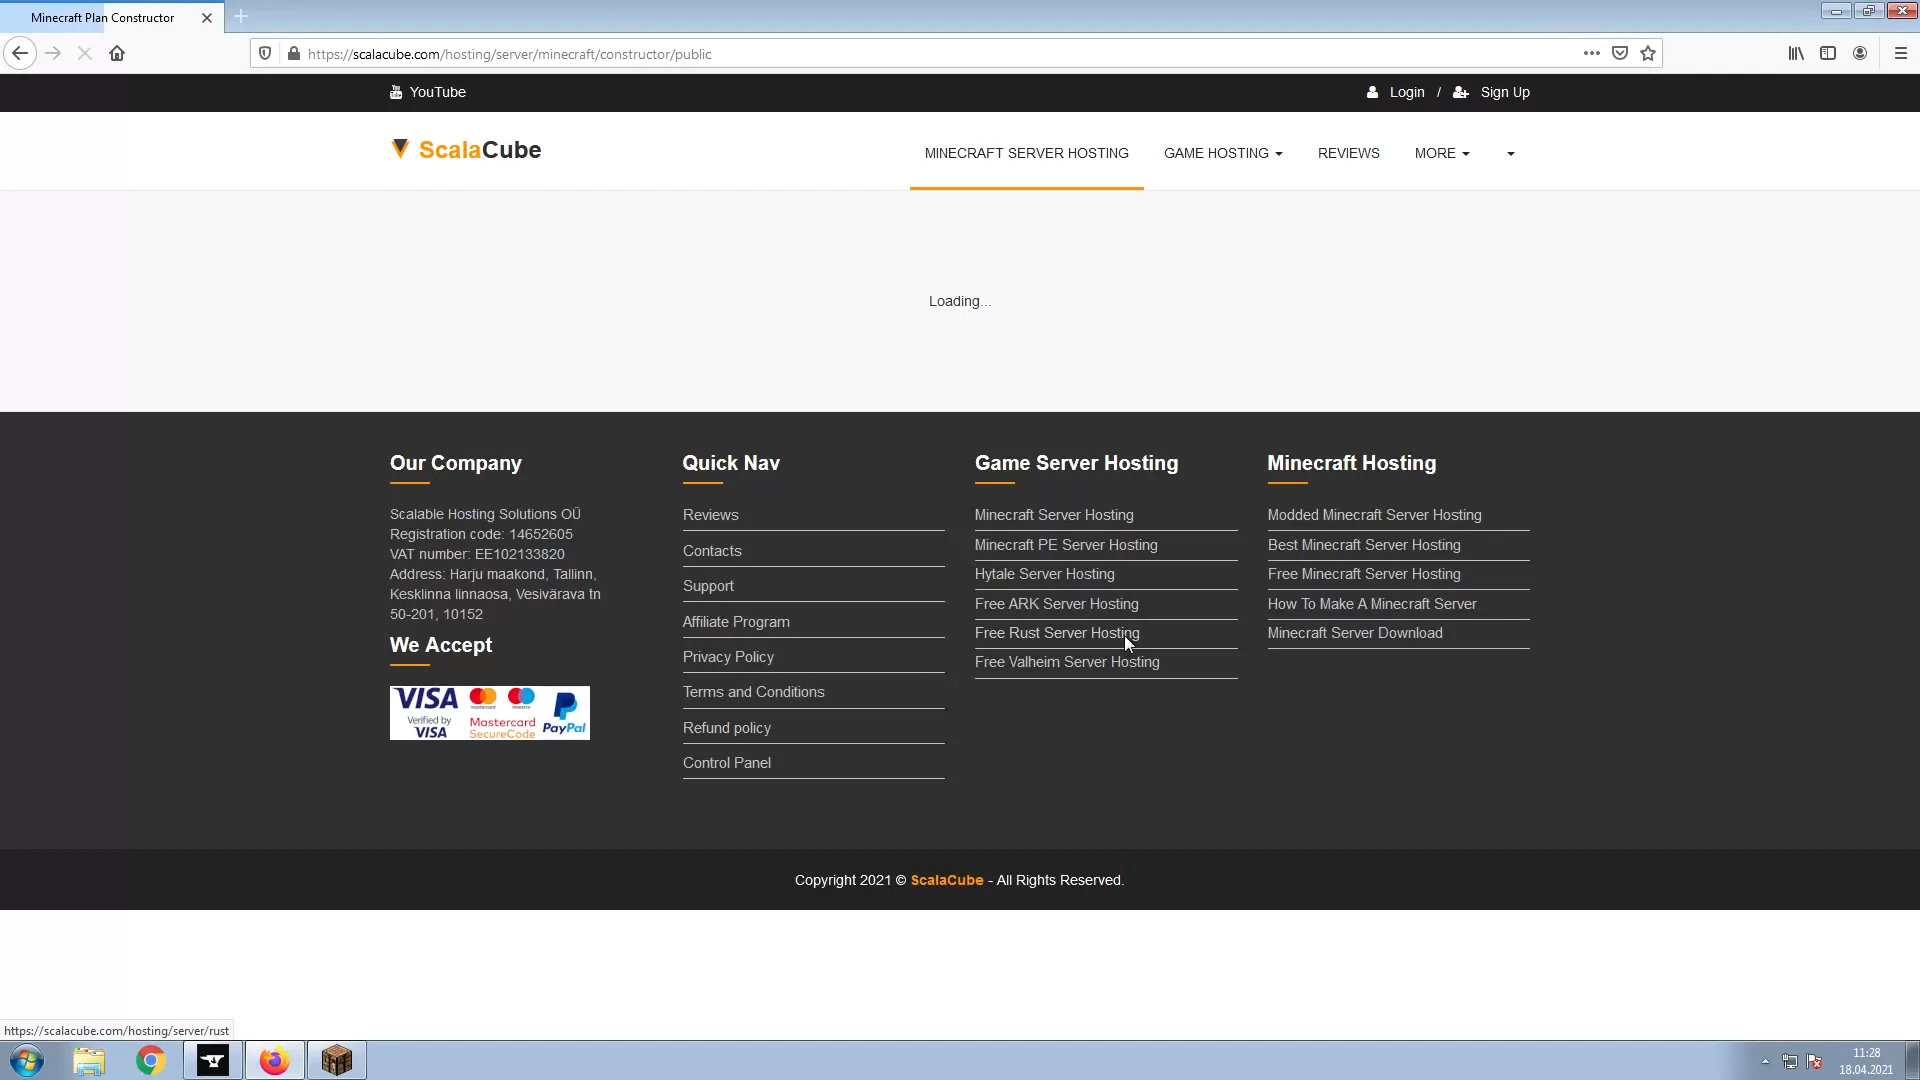 Minecraft Plan Constructor
https://scalacube.com/hosting/server/minecraft/constructor/public
YouTube
Login / Sign Up
ScalaCube
MINECRAFT SERVER HOSTING
GAME HOSTING
REVIEWS
MORE
Loading...
Our Company
Scalable Hosting Solutions OÜ
Registration code: 14652605
VAT number: EE102133820
Address: Harju maakond, Tallinn,
Kesklinna linnaosa, Vesivärava tn
50-201, 10152
We Accept
VISA
Verified by
VISA
mastercard
maestro
Mastercard
SecureCode
PayPal
Quick Nav
Reviews
Contacts
Support
Affiliate Program
Privacy Policy
Terms and Conditions
Refund policy
Control Panel
Game Server Hosting
Minecraft Server Hosting
Minecraft PE Server Hosting
Hytale Server Hosting
Free ARK Server Hosting
Free Rust Server Hosting
Free Valheim Server Hosting
Minecraft Hosting
Modded Minecraft Server Hosting
Best Minecraft Server Hosting
Free Minecraft Server Hosting
How To Make A Minecraft Server
Minecraft Server Download
Copyright 2021 © ScalaCube - All Rights Reserved.
https://scalacube.com/hosting/server/rust
11:28
18.04.2021